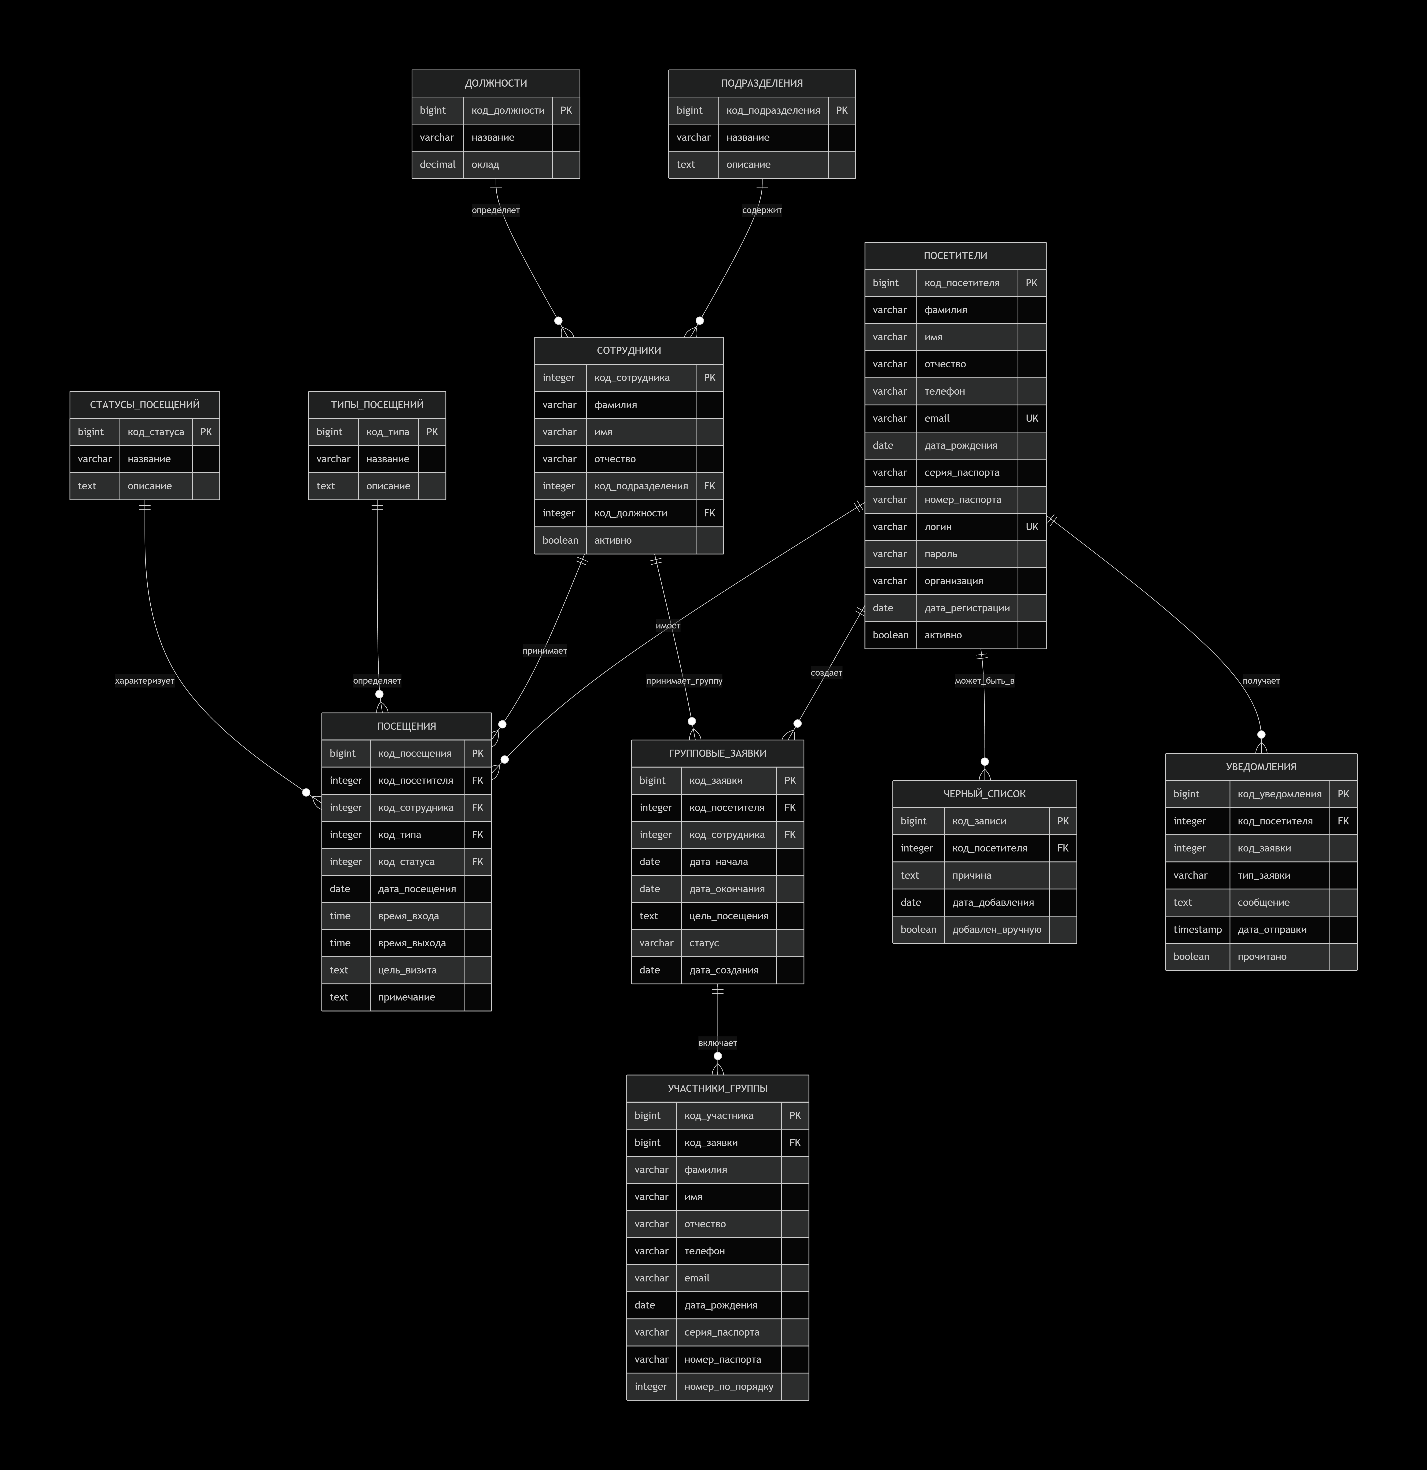 ДОЛЖНОСТИ
bigint код_должности PK
varchar название
decimal оклад
ПОДРАЗДЕЛЕНИЯ
bigint код_подразделения PK
varchar название
text описание
определяет
содержит
ПОСЕТИТЕЛИ
bigint код_посетителя PK
varchar фамилия
varchar имя
varchar отчество
varchar телефон
varchar email UK
date дата_рождения
varchar серия_паспорта
varchar номер_паспорта
varchar логин UK
varchar пароль
varchar организация
date дата_регистрации
boolean активно
СОТРУДНИКИ
integer код_сотрудника PK
varchar фамилия
varchar имя
varchar отчество
integer код_подразделения FK
integer код_должности FK
boolean активно
СТАТУСЫ_ПОСЕЩЕНИЙ
bigint код_статуса PK
varchar название
text описание
ТИПЫ_ПОСЕЩЕНИЙ
bigint код_типа PK
varchar название
text описание
характеризует
определяет
принимает
имеет
принимает_группу
создает
может_быть_в
получает
ПОСЕЩЕНИЯ
bigint код_посещения PK
integer код_посетителя FK
integer код_сотрудника FK
integer код_типа FK
integer код_статуса FK
date дата_посещения
time время_входа
time время_выхода
text цель_визита
text примечание
ГРУППОВЫЕ_ЗАЯВКИ
bigint код_заявки PK
integer код_посетителя FK
integer код_сотрудника FK
date дата_начала
date дата_окончания
text цель_посещения
varchar статус
date дата_создания
ЧЕРНЫЙ_СПИСОК
bigint код_записи PK
integer код_посетителя FK
text причина
date дата_добавления
boolean добавлен_вручную
УВЕДОМЛЕНИЯ
bigint код_уведомления PK
integer код_посетителя FK
integer код_заявки
varchar тип_заявки
text сообщение
timestamp дата_отправки
boolean прочитано
включает
УЧАСТНИКИ_ГРУППЫ
bigint код_участника PK
bigint код_заявки FK
varchar фамилия
varchar имя
varchar отчество
varchar телефон
varchar email
date дата_рождения
varchar серия_паспорта
varchar номер_паспорта
integer номер_по_порядку